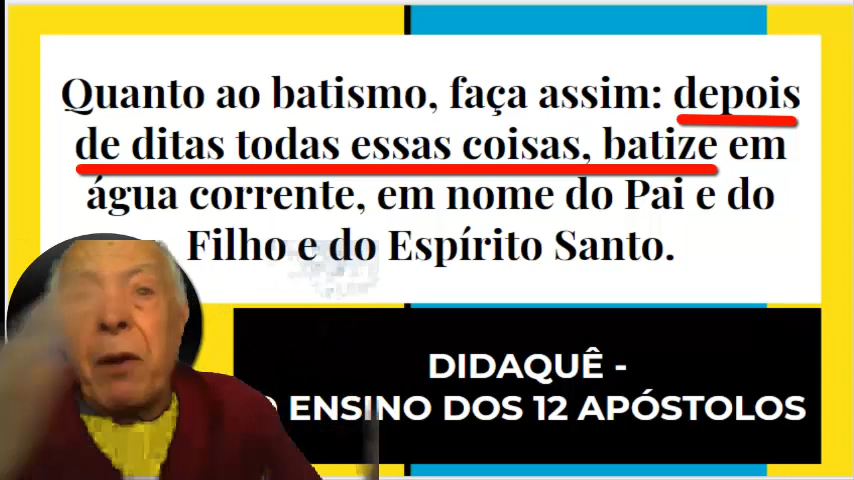 Quanto ao batismo, faça assim: depois
de ditas todas essas coisas, batize em
água corrente, em nome do Pai e do
Filho e do Espírito Santo.
DIDAQUÊ -
ENSINO DOS 12 APÓSTOLOS